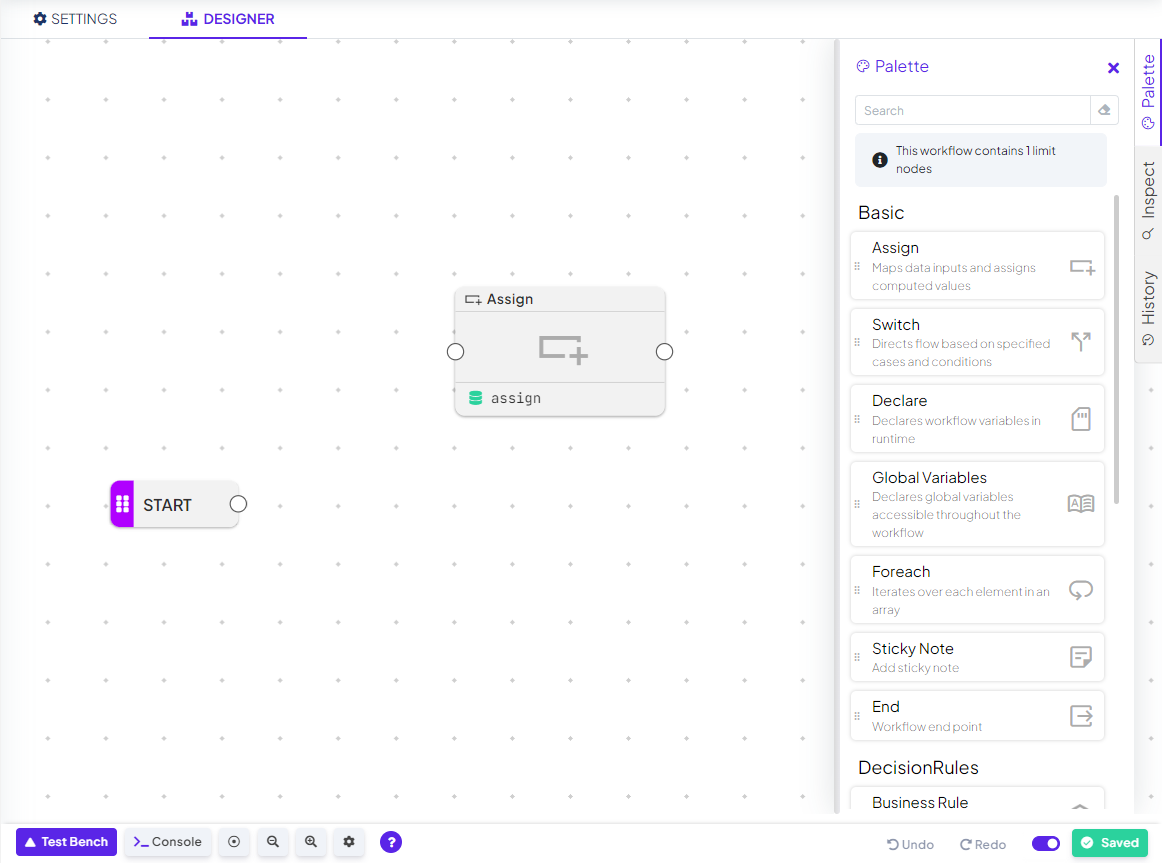 SETTINGS
DESIGNER
Palette
Search
This workflow contains 1 limit
nodes
Basic
Assign
Maps data inputs and assigns
computed values
Switch
Directs flow based on specified
cases and conditions
Declare
Declares workflow variables in
runtime
Global Variables
Declares global variables
accessible throughout the
workflow
Foreach
Iterates over each element in an
array
Sticky Note
Add sticky note
End
Workflow end point
DecisionRules
Business Rule
Palette
Inspect
History
Assign
assign
START
Test Bench
Console
?
Undo
Redo
Saved